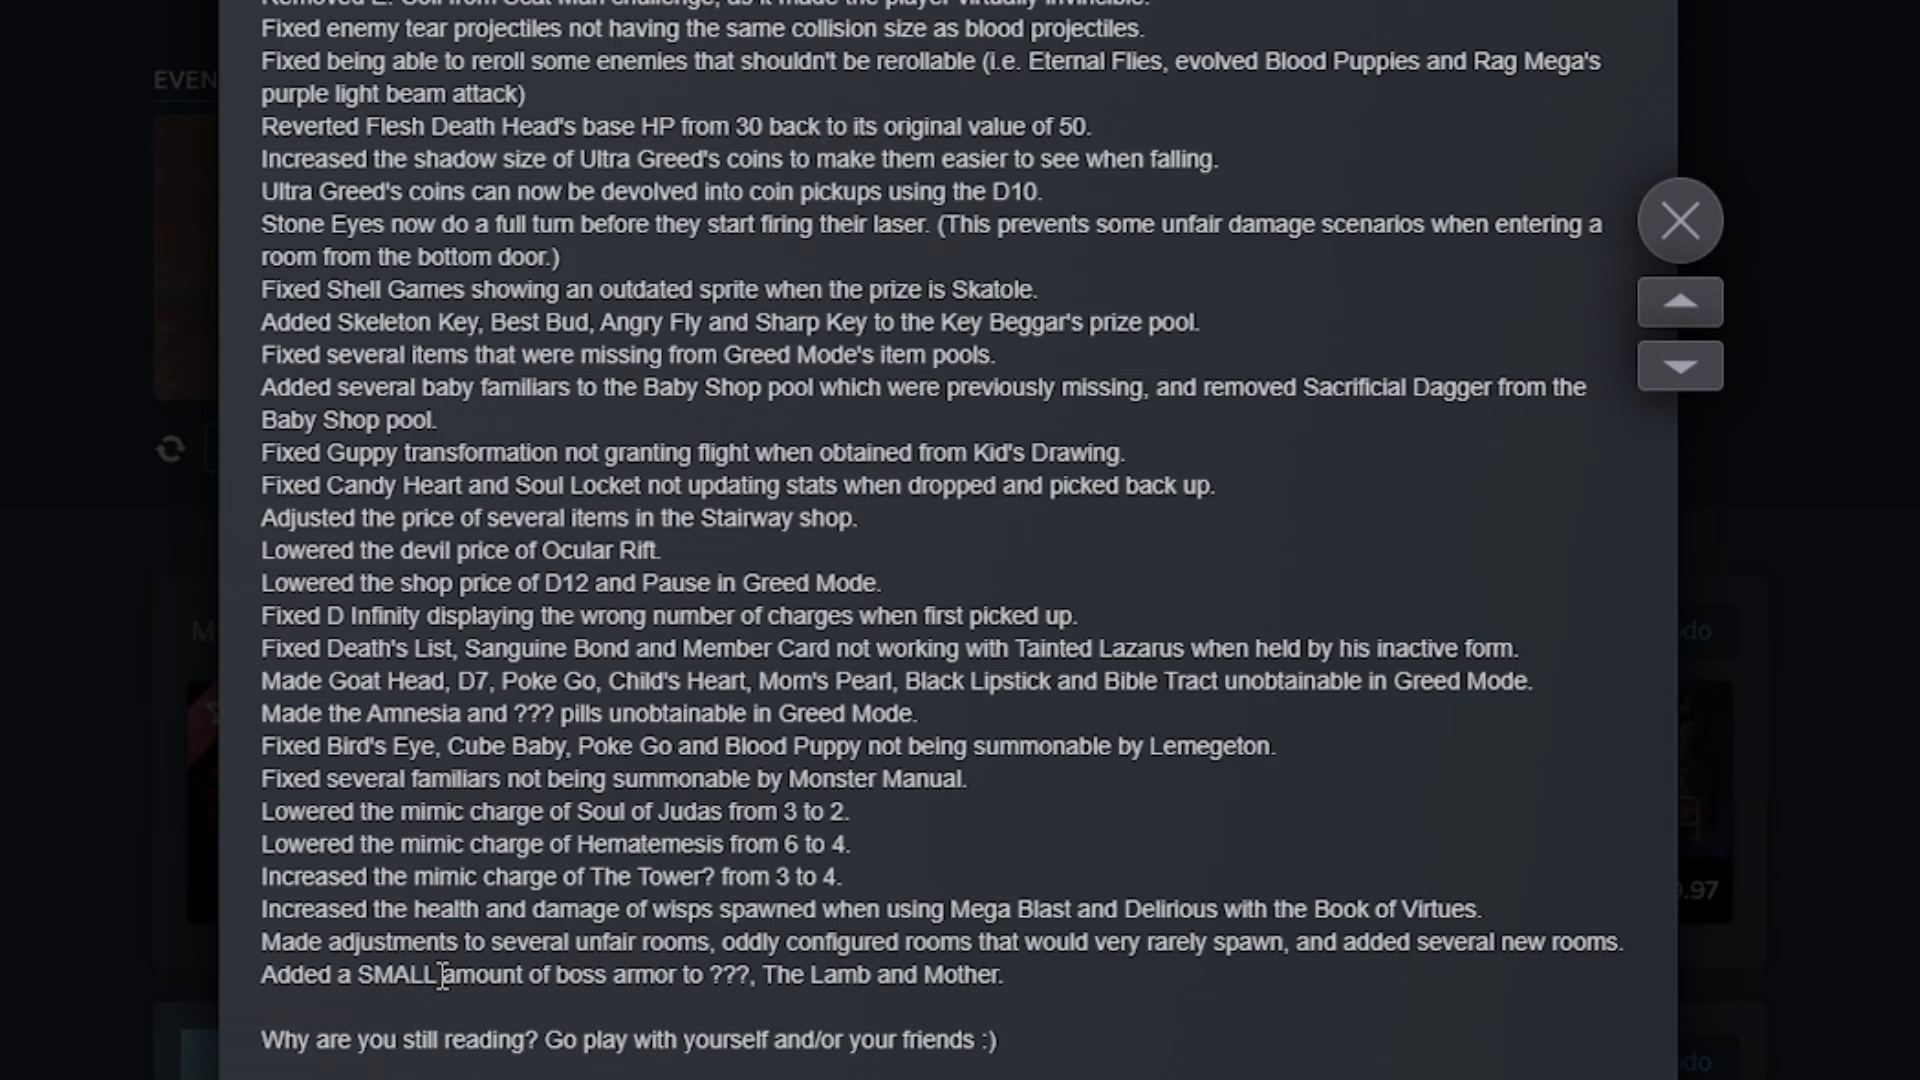 Removed E. Coli from Scat Man challenge, as it made the player virtually invincible.
Fixed enemy tear projectiles not having the same collision size as blood projectiles.
EVEN
Fixed being able to reroll some enemies that shouldn't be rerollable (i.e. Eternal Flies, evolved Blood Puppies and Rag Mega's
purple light beam attack)
Reverted Flesh Death Head's base HP from 30 back to its original value of 50.
Increased the shadow size of Ultra Greed's coins to make them easier to see when falling.
Ultra Greed's coins can now be devolved into coin pickups using the D10.
Stone Eyes now do a full turn before they start firing their laser. (This prevents some unfair damage scenarios when entering a
room from the bottom door.)
Fixed Shell Games showing an outdated sprite when the prize is Skatole.
Added Skeleton Key, Best Bud, Angry Fly and Sharp Key to the Key Beggar's prize pool.
Fixed several items that were missing from Greed Mode's item pools.
Added several baby familiars to the Baby Shop pool which were previously missing, and removed Sacrificial Dagger from the
Baby Shop pool.
Fixed Guppy transformation not granting flight when obtained from Kid's Drawing.
Fixed Candy Heart and Soul Locket not updating stats when dropped and picked back up.
Adjusted the price of several items in the Stairway shop.
Lowered the devil price of Ocular Rift.
Lowered the shop price of D12 and Pause in Greed Mode.
Fixed D Infinity displaying the wrong number of charges when first picked up.
M
do
Fixed Death's List, Sanguine Bond and Member Card not working with Tainted Lazarus when held by his inactive form.
Made Goat Head, D7, Poke Go, Child's Heart, Mom's Pearl, Black Lipstick and Bible Tract unobtainable in Greed Mode.
Made the Amnesia and ??? pills unobtainable in Greed Mode.
Fixed Bird's Eye, Cube Baby, Poke Go and Blood Puppy not being summonable by Lemegeton.
Fixed several familiars not being summonable by Monster Manual.
Lowered the mimic charge of Soul of Judas from 3 to 2.
Lowered the mimic charge of Hematemesis from 6 to 4.
Increased the mimic charge of The Tower? from 3 to 4.
.97
Increased the health and damage of wisps spawned when using Mega Blast and Delirious with the Book of Virtues.
Made adjustments to several unfair rooms, oddly configured rooms that would very rarely spawn, and added several new rooms.
Added a SMALL amount of boss armor to ???, The Lamb and Mother.
Why are you still reading? Go play with yourself and/or your friends :)
do